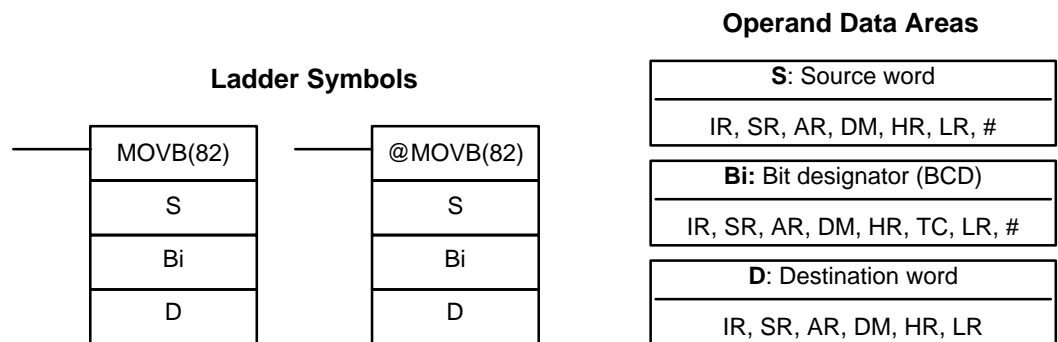 Ladder Symbols
MOVB(82)
S
Bi
D
@MOVB(82)
S
Bi
D
Operand Data Areas
S: Source word
IR, SR, AR, DM, HR, LR, #
Bi: Bit designator (BCD)
IR, SR, AR, DM, HR, TC, LR, #
D: Destination word
IR, SR, AR, DM, HR, LR